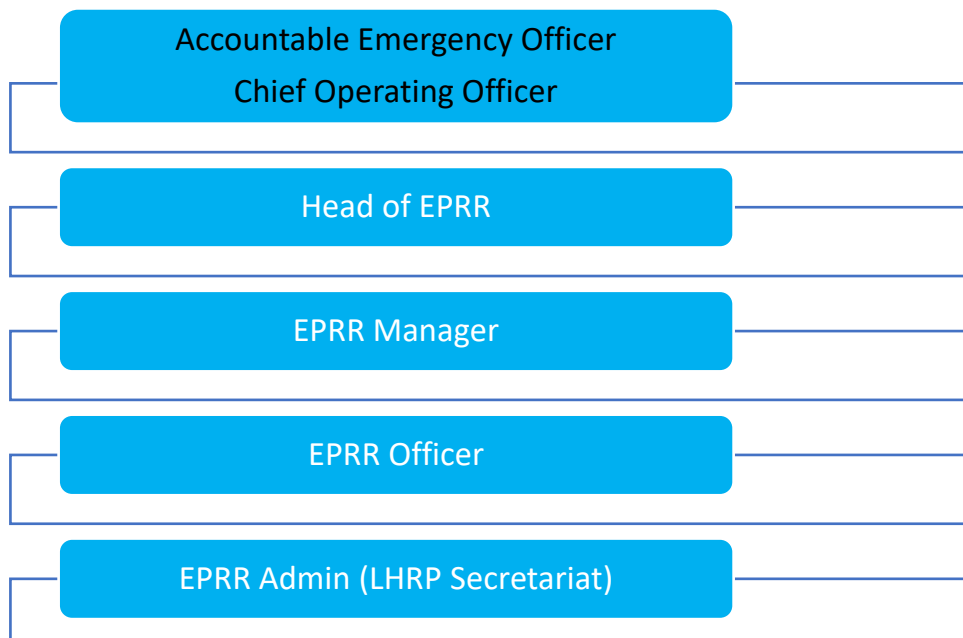 Accountable Emergency Officer
Chief Operating Officer
Head of EPRR
EPRR Manager
EPRR Officer
EPRR Admin (LHRP Secretariat)